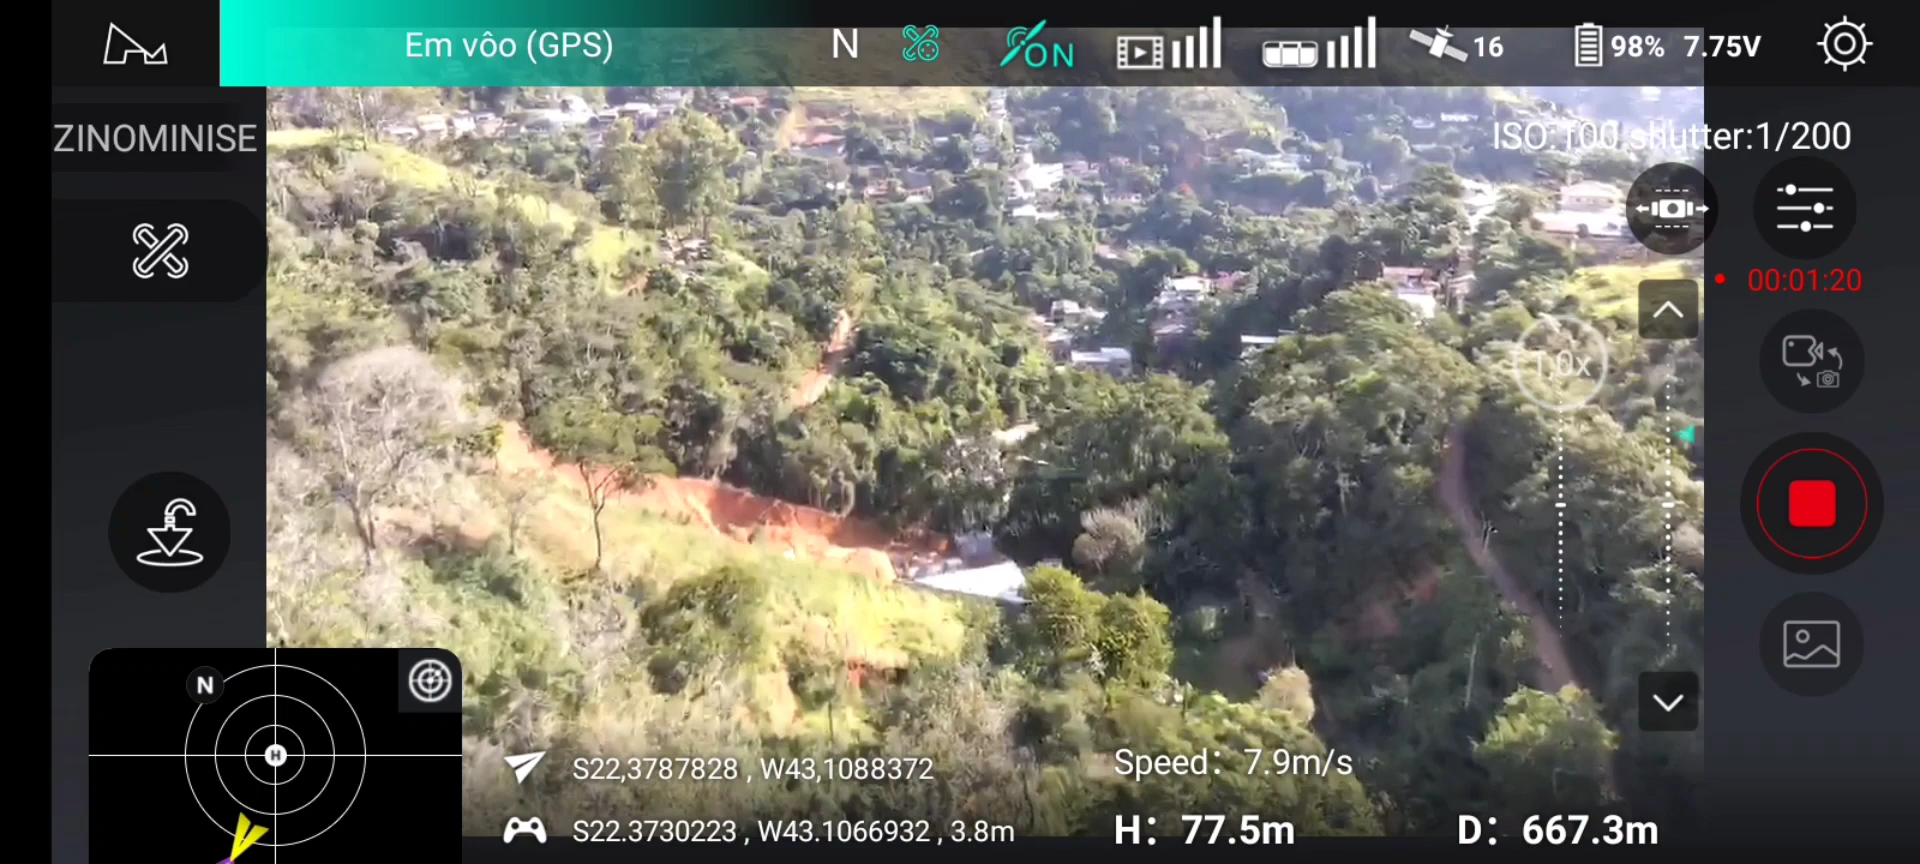 Em vôo (GPS) N ON 16 98% 7.75V
ZINOMINISE
ISO:100 shutter:1/200
00:01:20
1.0x
N
H
S22,3787828 , W43,1088372 Speed: 7.9m/s
S22.3730223 , W43.1066932 , 3.8m H: 77.5m D: 667.3m